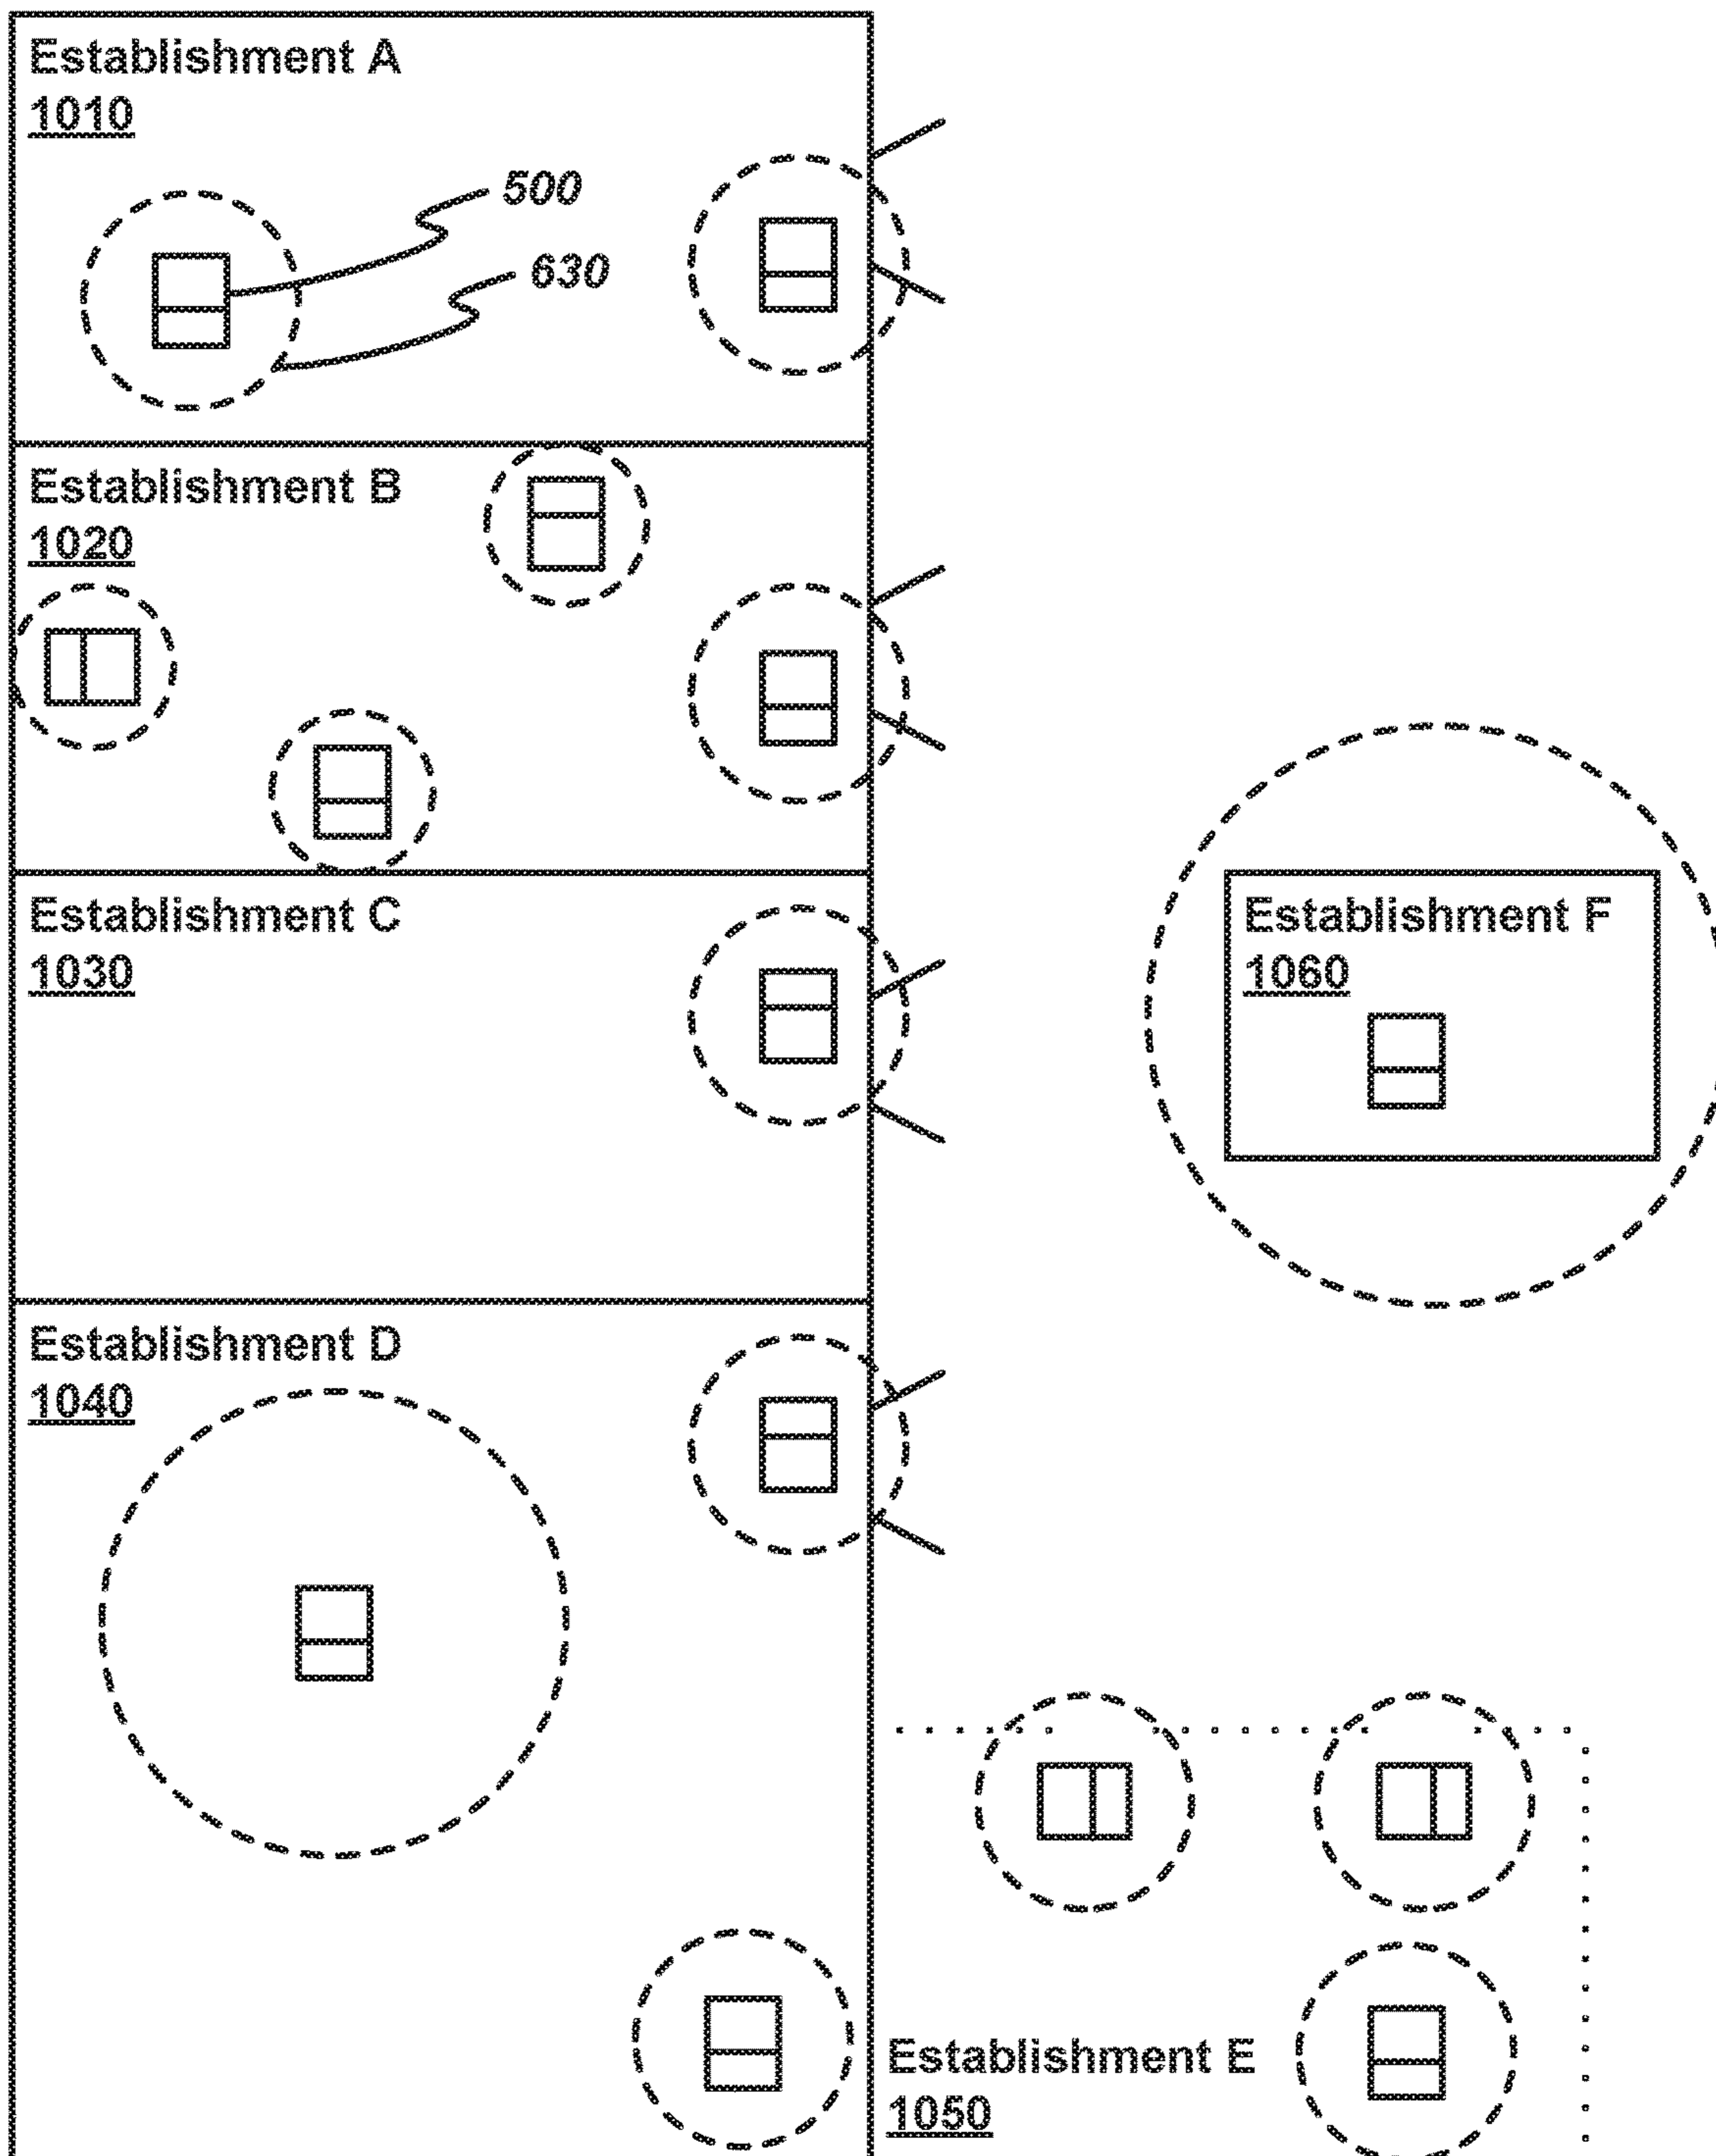 Establishment A
1010
500
630
Establishment B
1020
Establishment C
1030
Establishment F
1060
Establishment D
1040
Establishment E
1050